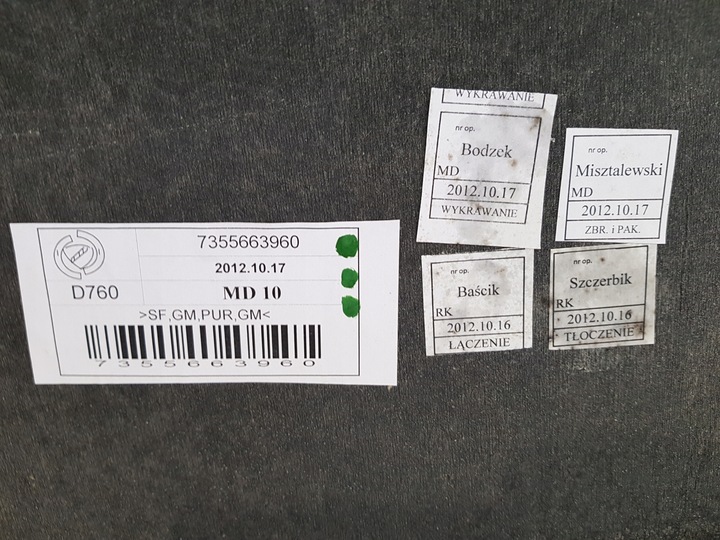 7355663960
2012.10.17
D760
MD 10
>SF,GM,PUR,GM<
7355663960
WYKRAWANIE
nr op.
Bodzek
MD
2012.10.17
WYKRAWANIE
nr op.
Misztalewski
MD
2012.10.17
ZBR. i PAK.
nr op.
Baścik
RK
2012.10.16
ŁĄCZENIE
nr op.
Szczerbik
RK
2012.10.16
TŁOCZENIE